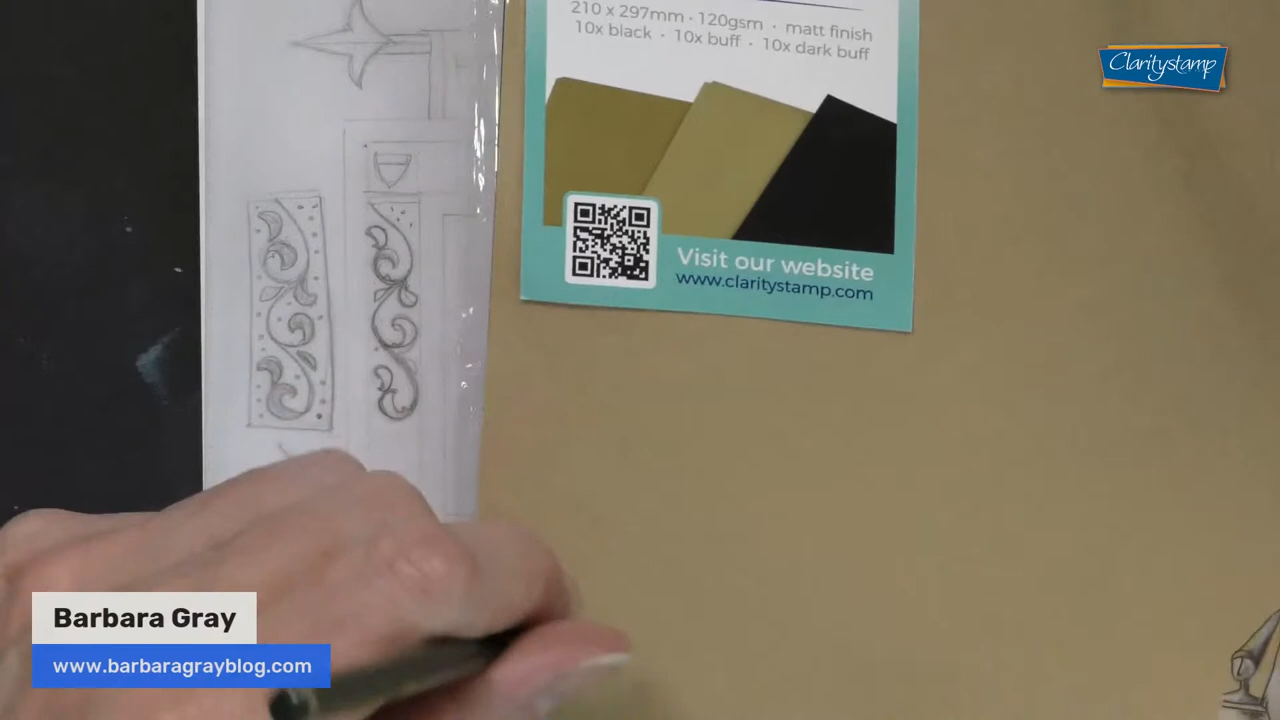 210 x 297mm · 120gsm · matt finish
10x black · 10x buff · 10x dark buff
Claritystamp
Visit our website
www.claritystamp.com
Barbara Gray
www.barbaragrayblog.com